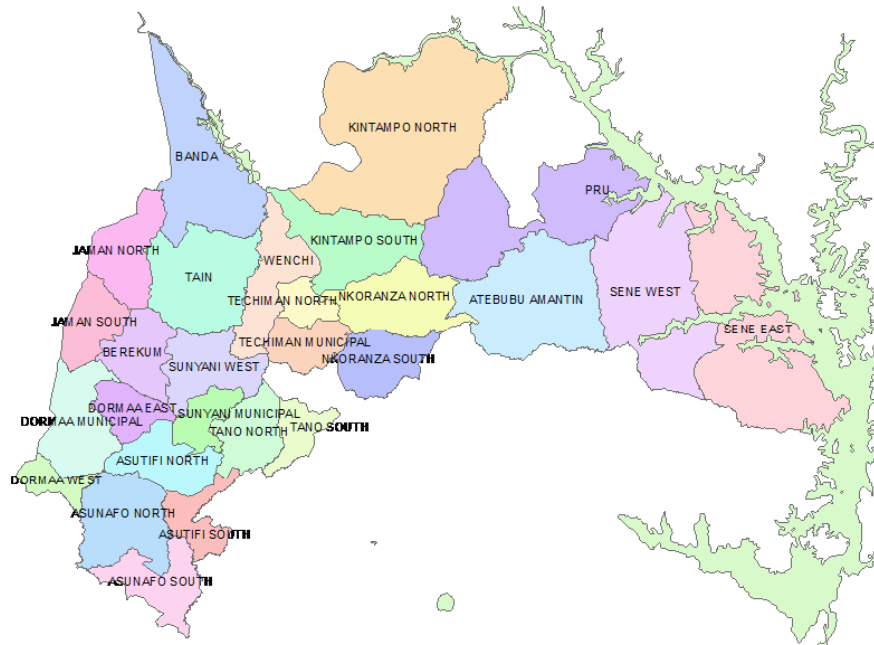 KINTAMPO NORTH
BANDA
PRU
JAMAN NORTH
KINTAMPO SOUTH
WENCHI
TAIN
TECHIMAN NORTH
NKORANZA NORTH
ATEBUBU AMANTIN
SENE WEST
JAMAN SOUTH
SENE EAST
BEREKUM
TECHIMAN MUNICIPAL
NKORANZA SOUTH
SUNYANI WEST
DORMAA EAST
SUNYANI MUNICIPAL
DORMAA MUNICIPAL
TANO NORTH
TANO SOUTH
ASUTIFI NORTH
DORMAA WEST
ASUNAFO NORTH
ASUTIFI SOUTH
ASUNAFO SOUTH